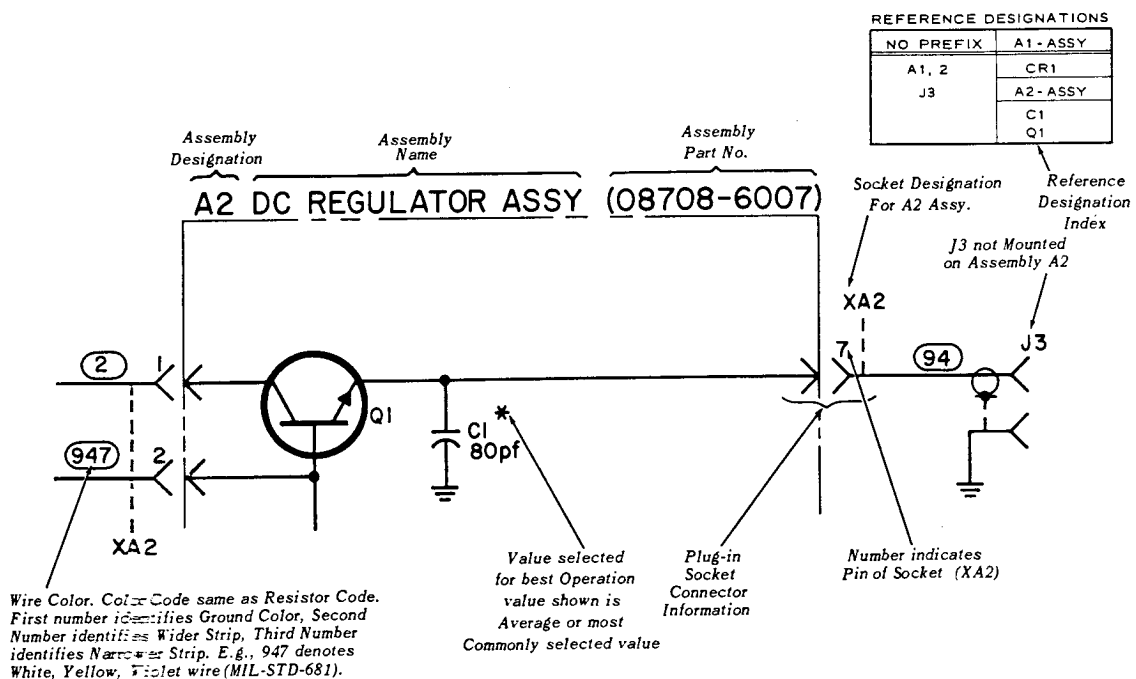 REFERENCE DESIGNATIONS
NO PREFIX A1-ASSY
A1, 2 CR1
J3 A2-ASSY
C1
Q1
Assembly Designation
Assembly Name
Assembly Part No.
A2 DC REGULATOR ASSY (08708-6007)
Socket Designation
For A2 Assy.
Reference
Designation
Index
J3 not Mounted
on Assembly A2
XA2
2
1
7
94
J3
Q1
*
C1
80pf
947
2
XA2
Value selected
for best Operation
value shown is
Average or most
Commonly selected value
Plug-in
Socket
Connector
Information
Number indicates
Pin of Socket (XA2)
Wire Color. Color Code same as Resistor Code.
First number identifies Ground Color, Second
Number identifies Wider Strip, Third Number
identifies Narrower Strip. E.g., 947 denotes
White, Yellow, Violet wire (MIL-STD-681).